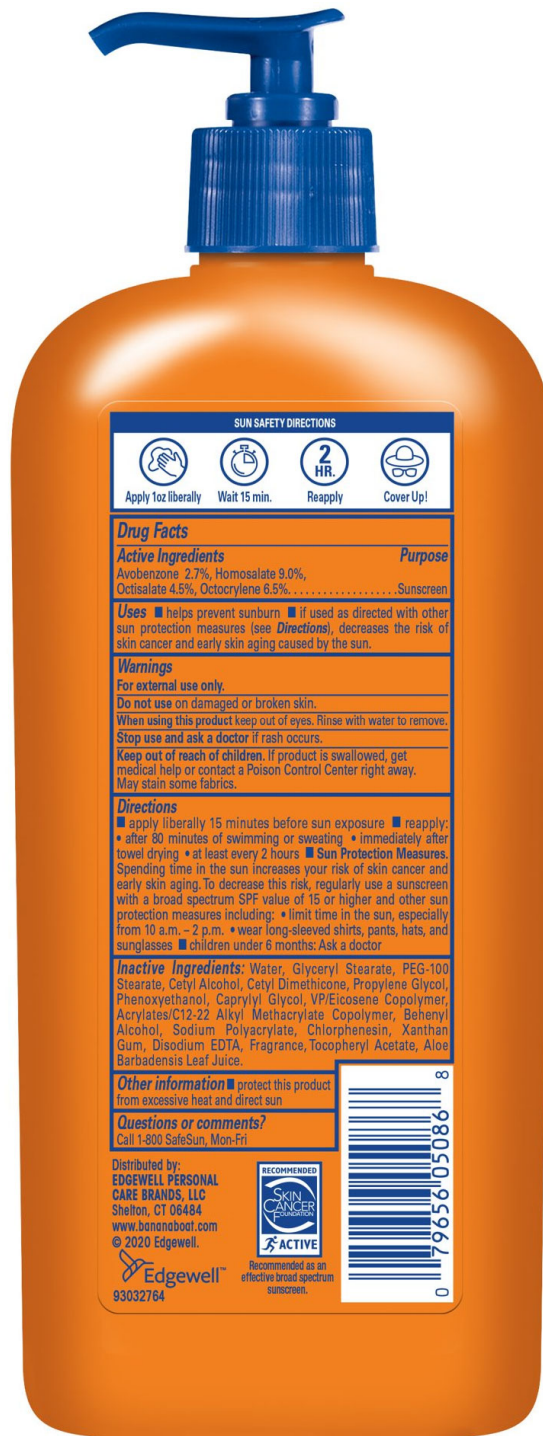 SUN SAFETY DIRECTIONS
2
HR.
Apply 1oz liberally Wait 15 min. Reapply Cover Up!
Drug Facts
Active Ingredients Purpose
Avobenzone 2.7%, Homosalate 9.0%,
Octisalate 4.5%, Octocrylene 6.5%...................Sunscreen
Uses ■ helps prevent sunburn ■ if used as directed with other
sun protection measures (see Directions), decreases the risk of
skin cancer and early skin aging caused by the sun.
Warnings
For external use only.
Do not use on damaged or broken skin.
When using this product keep out of eyes. Rinse with water to remove.
Stop use and ask a doctor if rash occurs.
Keep out of reach of children. If product is swallowed, get
medical help or contact a Poison Control Center right away.
May stain some fabrics.
Directions
■ apply liberally 15 minutes before sun exposure ■ reapply:
• after 80 minutes of swimming or sweating • immediately after
towel drying • at least every 2 hours ■ Sun Protection Measures.
Spending time in the sun increases your risk of skin cancer and
early skin aging. To decrease this risk, regularly use a sunscreen
with a broad spectrum SPF value of 15 or higher and other sun
protection measures including: • limit time in the sun, especially
from 10 a.m. – 2 p.m. • wear long-sleeved shirts, pants, hats, and
sunglasses ■ children under 6 months: Ask a doctor
Inactive Ingredients: Water, Glyceryl Stearate, PEG-100
Stearate, Cetyl Alcohol, Cetyl Dimethicone, Propylene Glycol,
Phenoxyethanol, Caprylyl Glycol, VP/Eicosene Copolymer,
Acrylates/C12-22 Alkyl Methacrylate Copolymer, Behenyl
Alcohol, Sodium Polyacrylate, Chlorphenesin, Xanthan
Gum, Disodium EDTA, Fragrance, Tocopheryl Acetate, Aloe
Barbadensis Leaf Juice.
Other information ■ protect this product
from excessive heat and direct sun
Questions or comments?
Call 1-800 SafeSun, Mon-Fri
Distributed by:
EDGEWELL PERSONAL
CARE BRANDS, LLC
Shelton, CT 06484
www.bananaboat.com
© 2020 Edgewell.
Edgewell™
93032764
RECOMMENDED
SKIN
CANCER
FOUNDATION
ACTIVE
Recommended as an
effective broad spectrum
sunscreen.
0 79656 05086 8